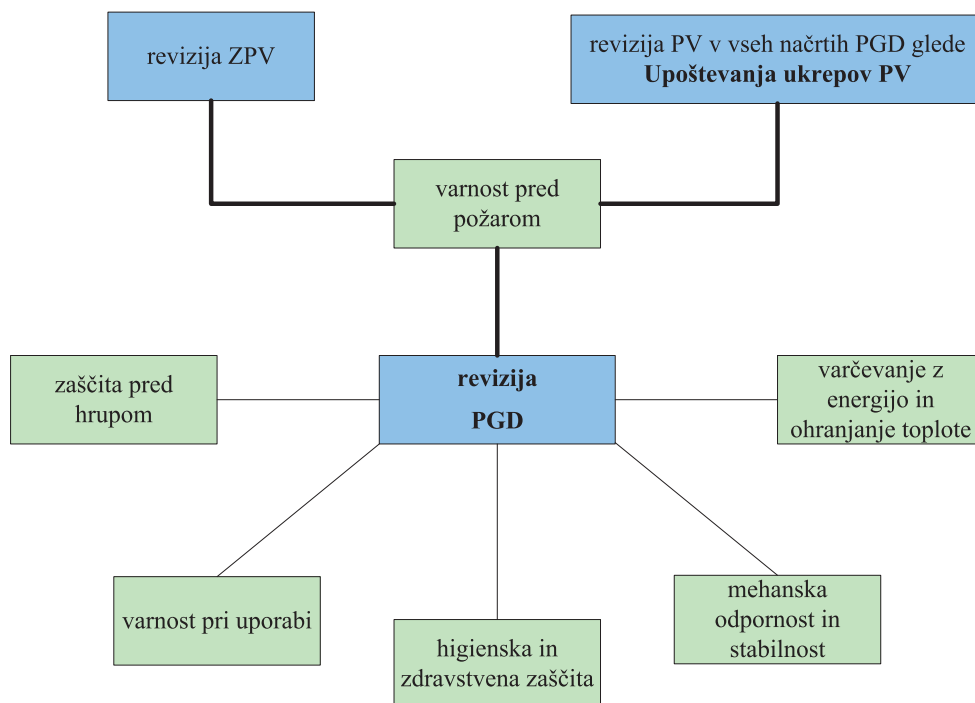 revizija ZPV
revizija PV v vseh načrtih PGD glede
Upoštevanja ukrepov PV
varnost pred
požarom
zaščita pred
hrupom
revizija
PGD
varčevanje z
energijo in
ohranjanje toplote
varnost pri uporabi
higienska in
zdravstvena zaščita
mehanska
odpornost in
stabilnost